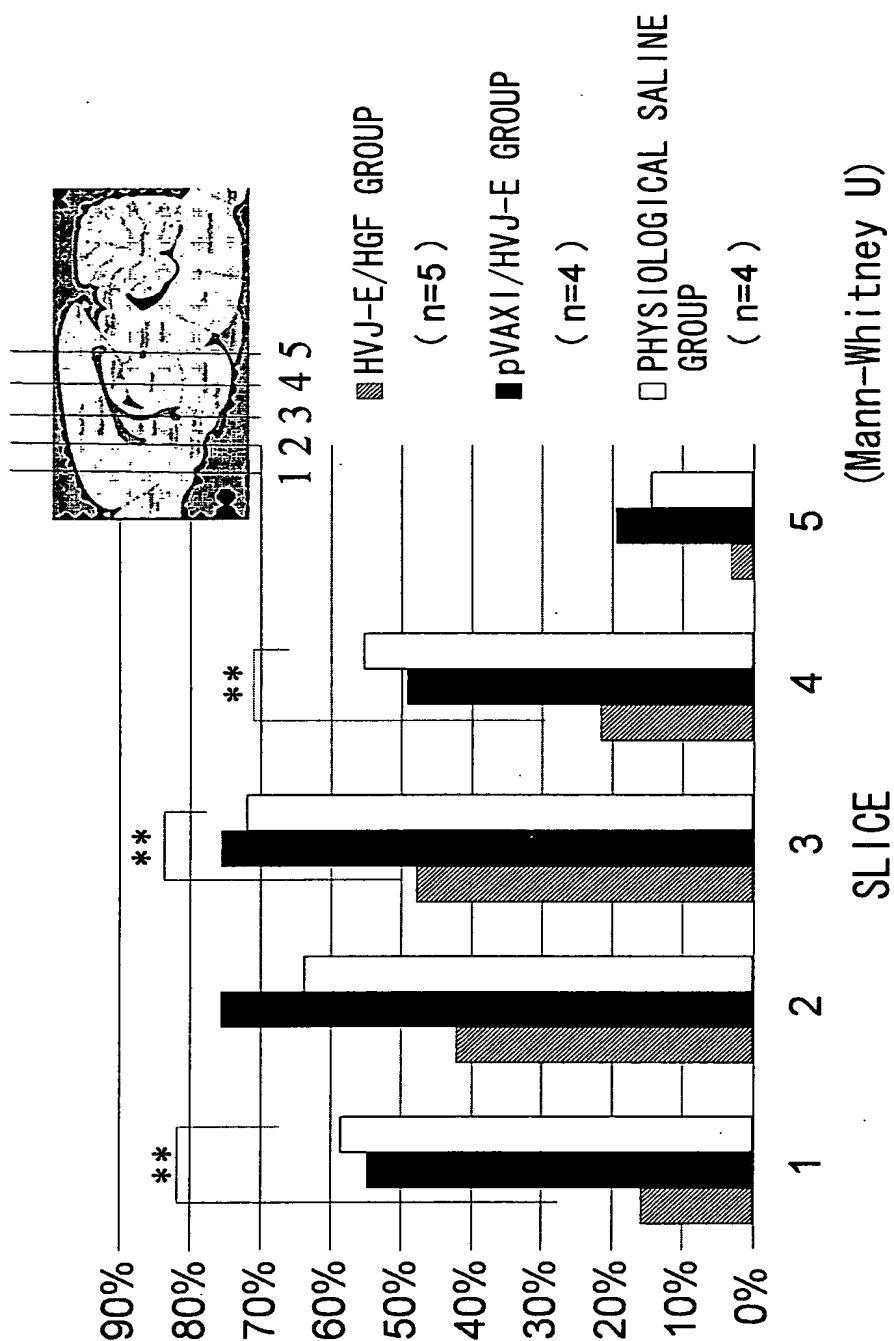 90%
80%
70%
60%
50%
40%
30%
20%
10%
0%
**
**
**
1
2
3
4
5
SLICE
1 2 3 4 5
HVJ-E/HGF GROUP
(n=5)
pVAXI/HVJ-E GROUP
(n=4)
PHYSIOLOGICAL SALINE
GROUP
(n=4)
(Mann-Whitney U)